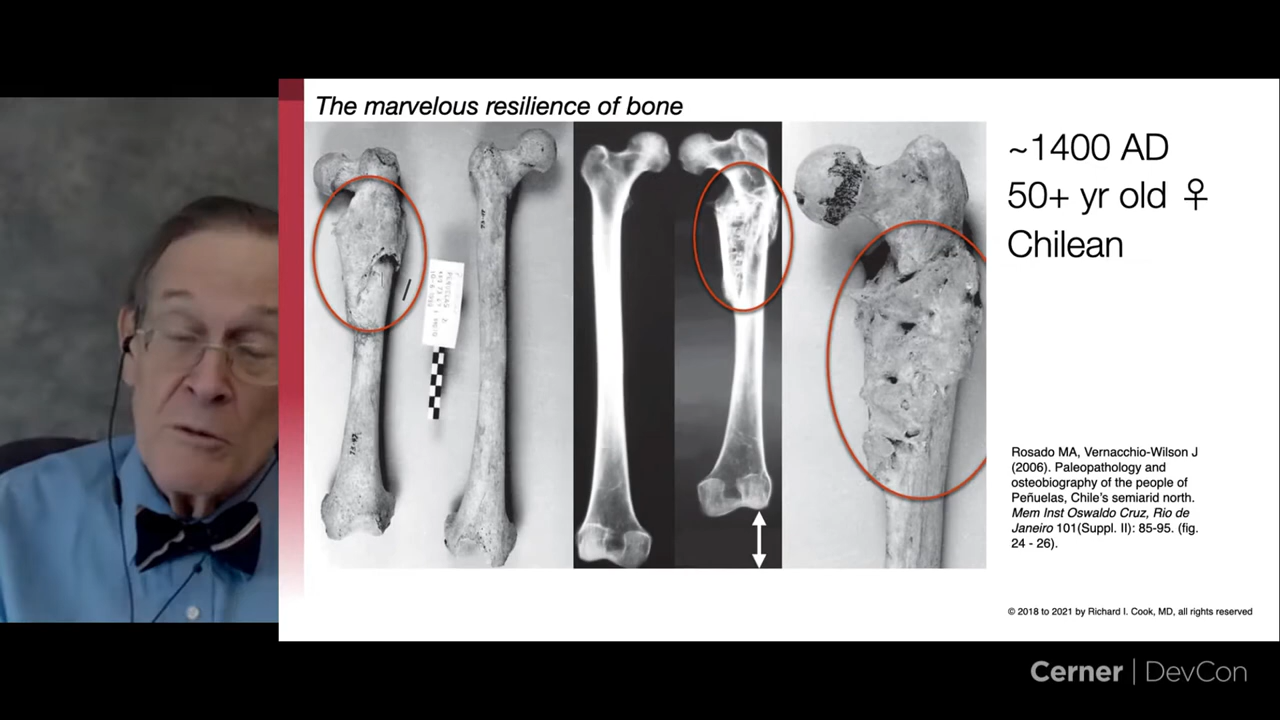 The marvelous resilience of bone
~1400 AD
50+ yr old ♀
Chilean
Rosado MA, Vernacchio-Wilson J
(2006). Paleopathology and
osteobiography of the people of
Peñuelas, Chile's semiarid north.
Mem Inst Oswaldo Cruz, Rio de
Janeiro 101(Suppl. II): 85-95. (fig.
24 - 26).
© 2018 to 2021 by Richard I. Cook, MD, all rights reserved
Cerner | DevCon